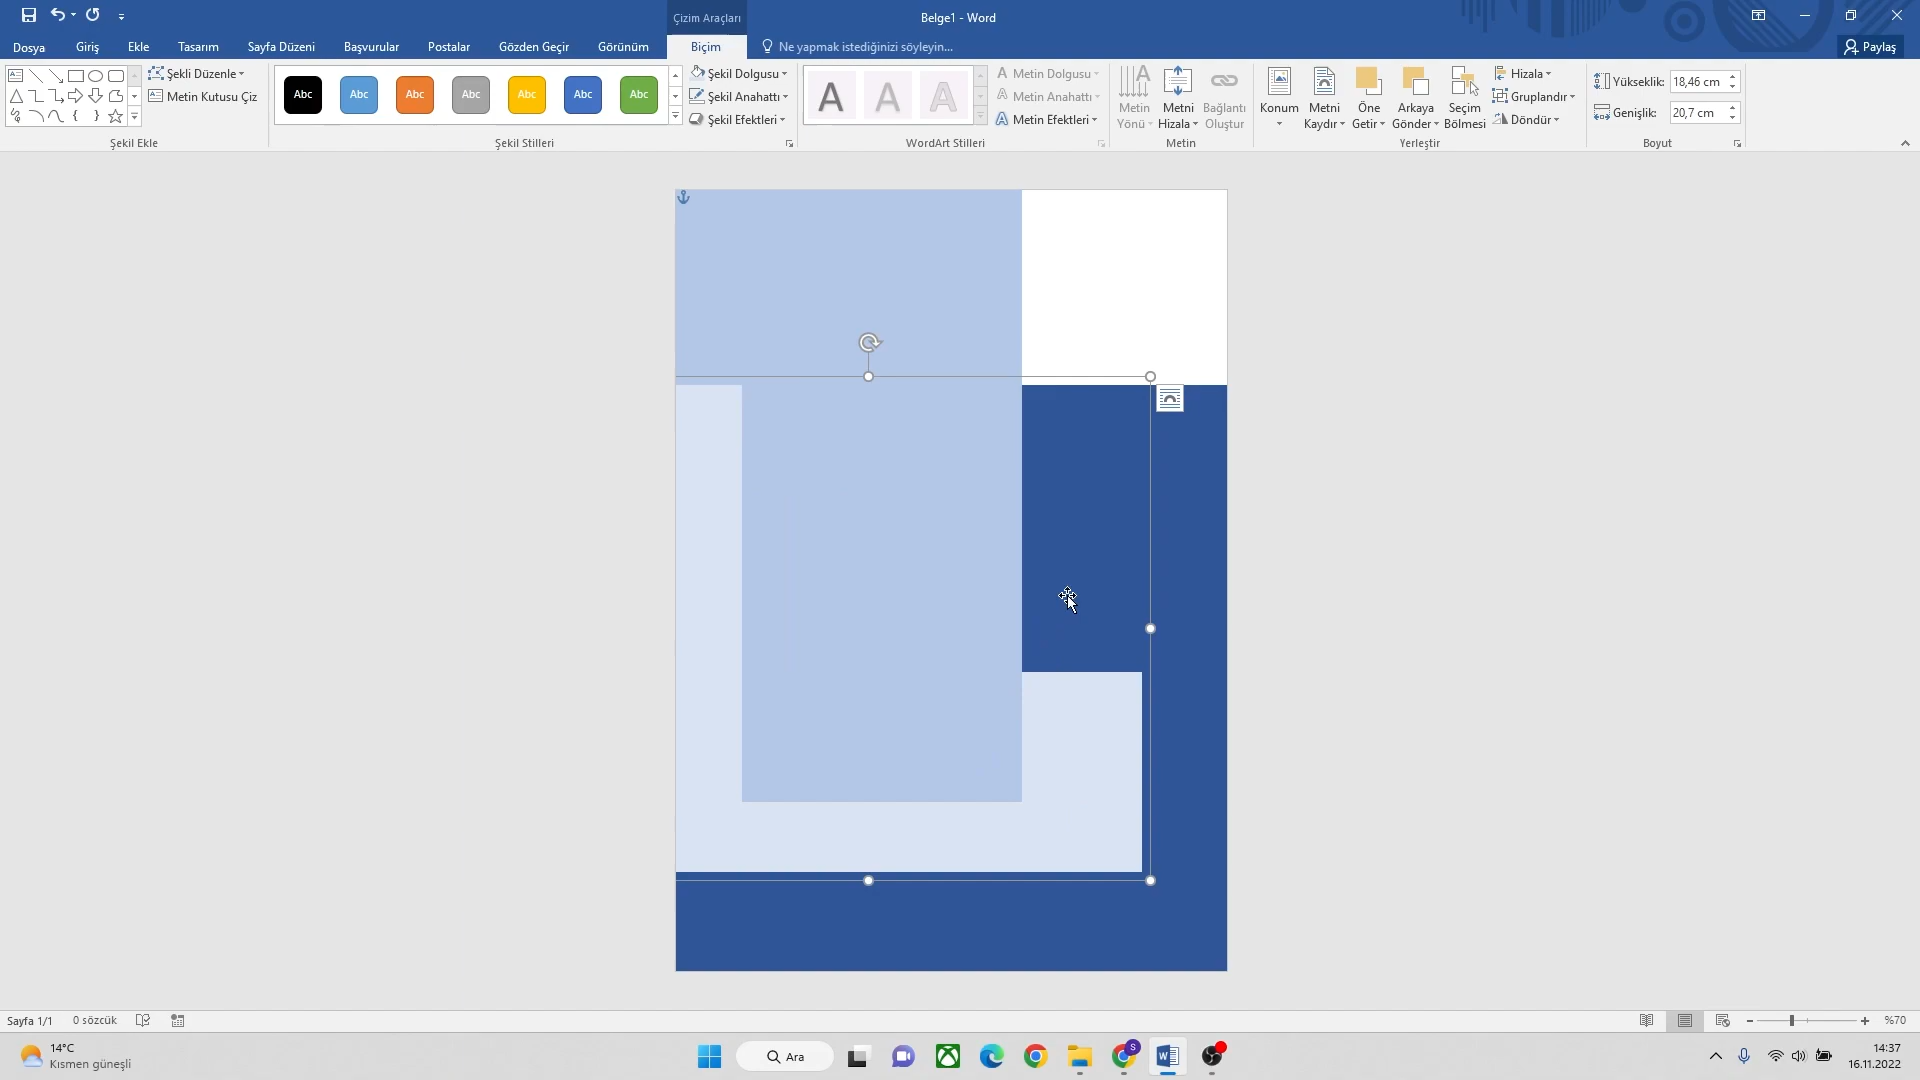 Çizim Araçları
Belge1 - Word
Dosya
Giriş
Ekle
Tasarım
Sayfa Düzeni
Başvurular
Postalar
Gözden Geçir
Görünüm
Biçim
Ne yapmak istediğinizi söyleyin...
Paylaş
Şekli Düzenle
Metin Kutusu Çiz
Şekil Ekle
Abc Abc Abc Abc Abc Abc Abc
Şekil Dolgusu
Şekil Anahattı
Şekil Efektleri
Şekil Stilleri
A A A
Metin Dolgusu
Metin Anahattı
Metin Efektleri
WordArt Stilleri
Metin
Yönü
Metni
Hizala
Bağlantı
Oluştur
Metin
Konum
Metni
Kaydır
Öne
Getir
Arkaya
Gönder
Seçim
Bölmesi
Hizala
Gruplandır
Döndür
Yerleştir
Yükseklik: 18,46 cm
Genişlik: 20,7 cm
Boyut
Sayfa 1/1
0 sözcük
%70
14°C
Kısmen güneşli
Ara
S
14:37
16.11.2022